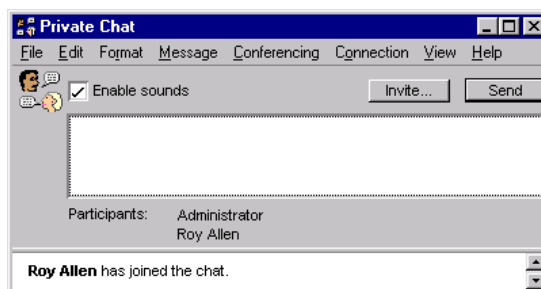 Private Chat
File Edit Format Message Conferencing Connection View Help
Enable sounds Invite... Send
Participants: Administrator
Roy Allen
Roy Allen has joined the chat.